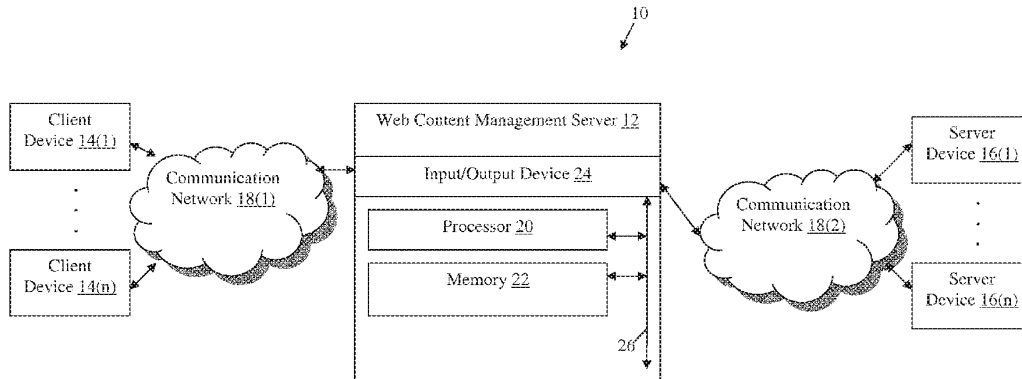 10
Client
Device 14(1)
Communication
Network 18(1)
Client
Device 14(n)
Web Content Management Server 12
Input/Output Device 24
Processor 20
Memory 22
26
Communication
Network 18(2)
Server
Device 16(1)
Server
Device 16(n)